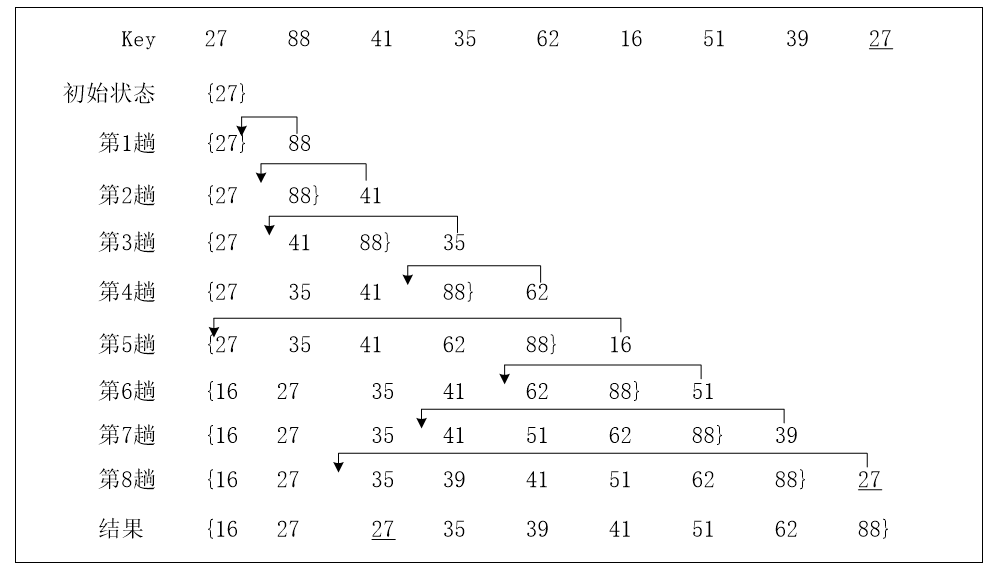 Key 27 88 41 35 62 16 51 39 27
初始状态 {27}
第1趟 {27} 88
第2趟 {27 88} 41
第3趟 {27 41 88} 35
第4趟 {27 35 41 88} 62
第5趟 {27 35 41 62 88} 16
第6趟 {16 27 35 41 62 88} 51
第7趟 {16 27 35 41 51 62 88} 39
第8趟 {16 27 35 39 41 51 62 88} 27
结果 {16 27 27 35 39 41 51 62 88}